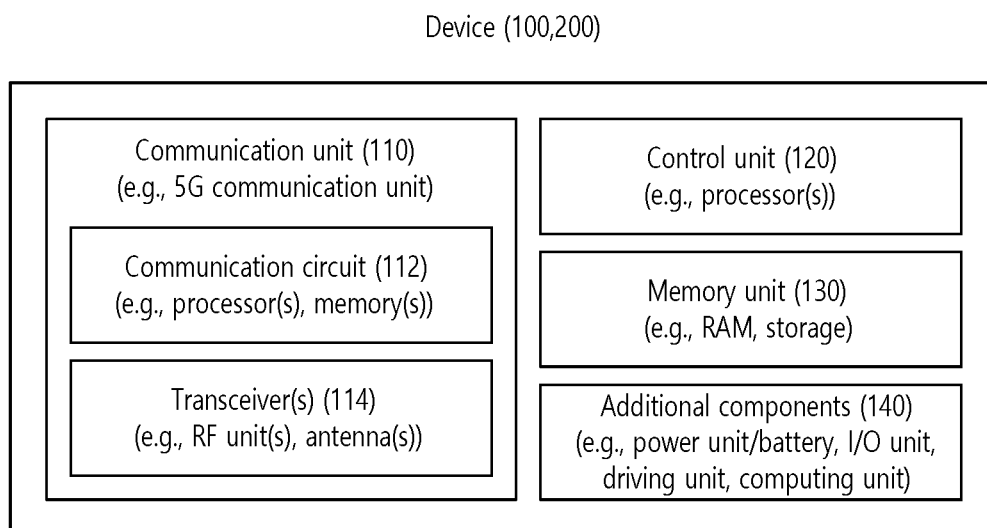 Device (100,200)
Communication unit (110)
(e.g., 5G communication unit)
Communication circuit (112)
(e.g., processor(s), memory(s))
Transceiver(s) (114)
(e.g., RF unit(s), antenna(s))
Control unit (120)
(e.g., processor(s))
Memory unit (130)
(e.g., RAM, storage)
Additional components (140)
(e.g., power unit/battery, I/O unit,
driving unit, computing unit)